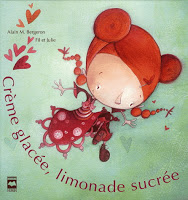 Alain M. Bergeron
Fil et Julie
Crème glacée, limonade sucrée